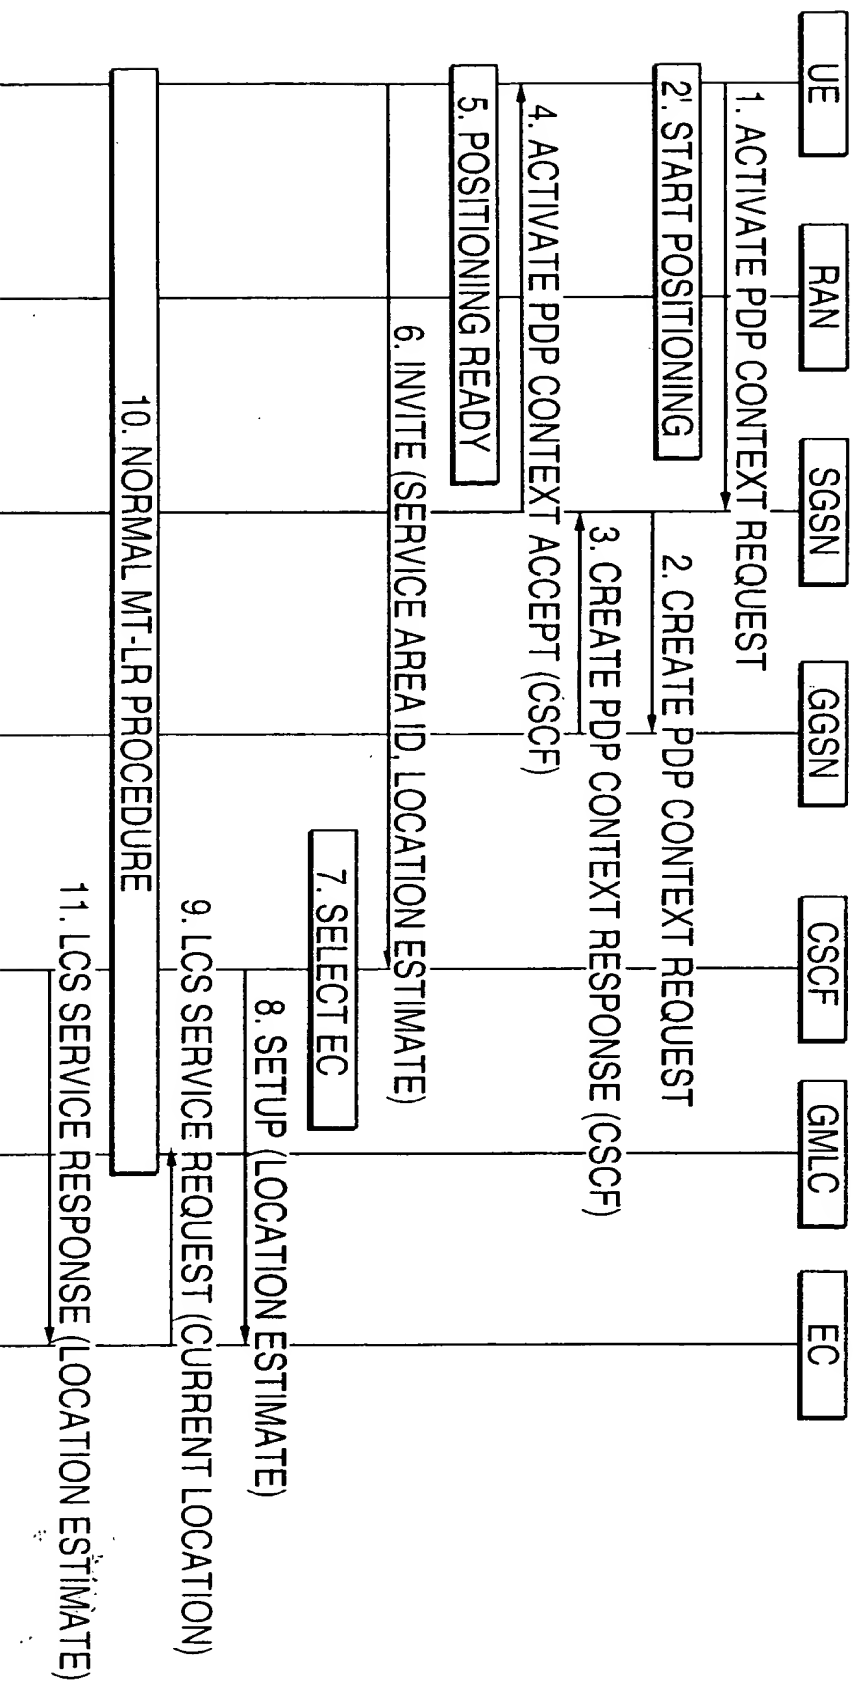 UE
RAN
SGSN
GGSN
CSCF
GMLC
EC
1. ACTIVATE PDP CONTEXT REQUEST
2'. START POSITIONING
2. CREATE PDP CONTEXT REQUEST
3. CREATE PDP CONTEXT RESPONSE (CSCF)
4. ACTIVATE PDP CONTEXT ACCEPT (CSCF)
5. POSITIONING READY
6. INVITE (SERVICE AREA ID, LOCATION ESTIMATE)
7. SELECT EC
8. SETUP (LOCATION ESTIMATE)
9. LCS SERVICE REQUEST (CURRENT LOCATION)
10. NORMAL MT-LR PROCEDURE
11. LCS SERVICE RESPONSE (LOCATION ESTIMATE)